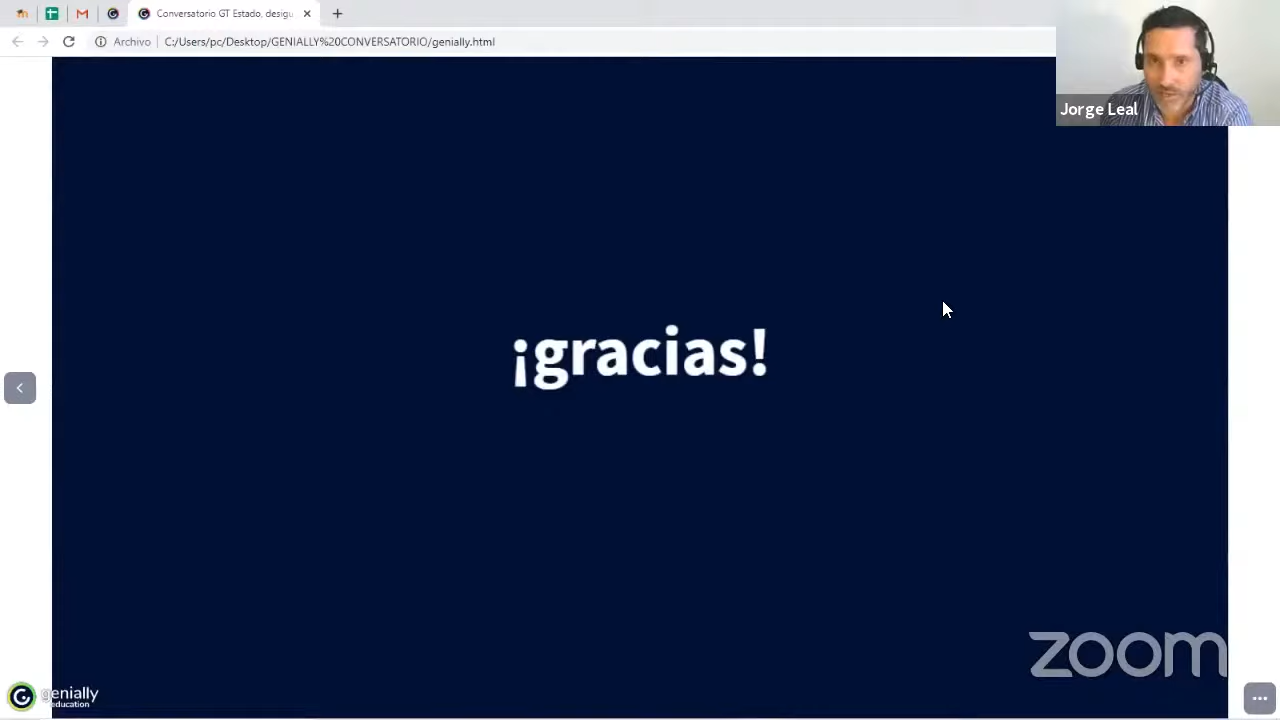 Conversatorio GT Estado, desigu
Archivo
C:/Users/pc/Desktop/GENIALLY%20CONVERSATORIO/genially.html
Jorge Leal
¡gracias!
zoom
genially
education